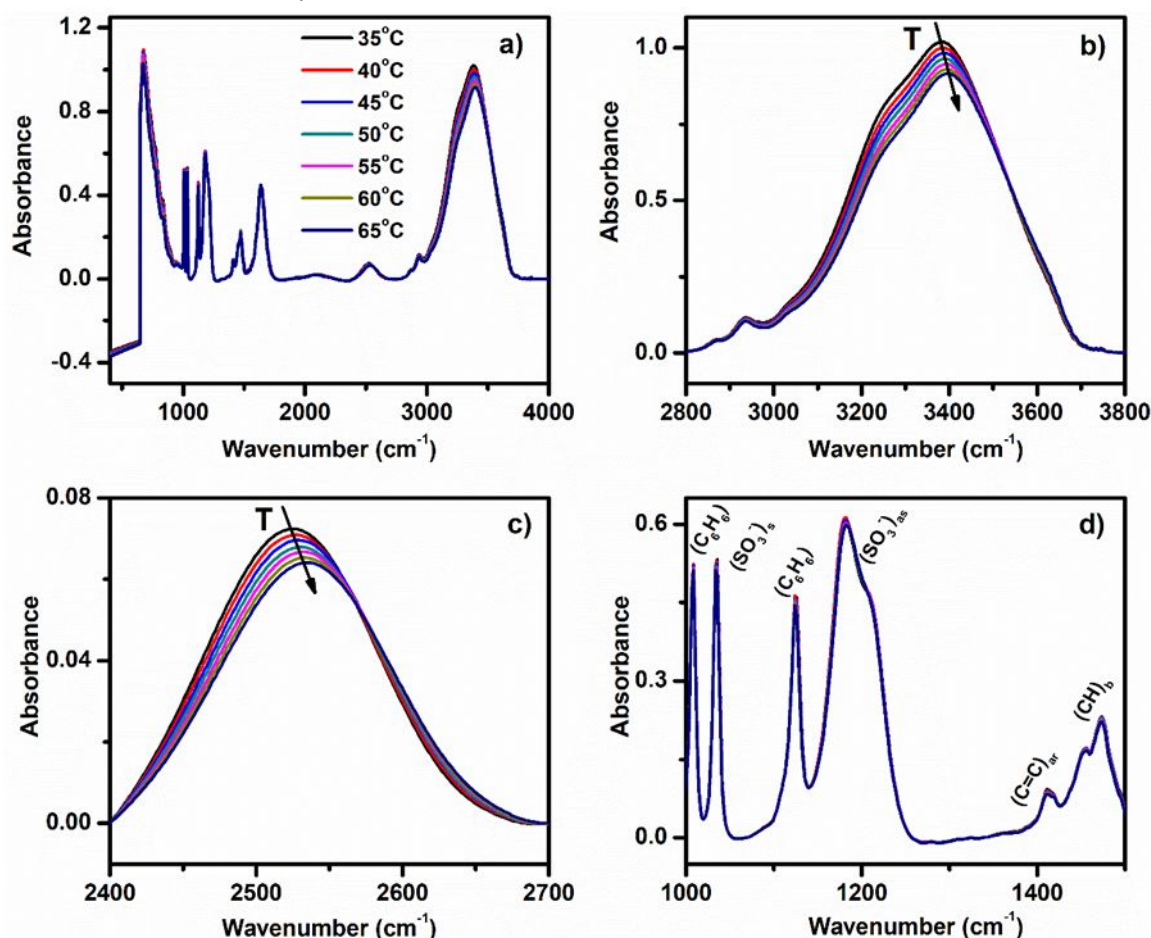 1.2
0.8
0.4
0.0
-0.4
Absorbance
1000 2000 3000 4000
Wavenumber (cm⁻¹)
35°C
40°C
45°C
50°C
55°C
60°C
65°C
a)
1.0
0.5
0.0
Absorbance
2800 3000 3200 3400 3600 3800
Wavenumber (cm⁻¹)
T
b)
0.08
0.04
0.00
Absorbance
2400 2500 2600 2700
Wavenumber (cm⁻¹)
T
c)
0.6
0.3
0.0
Absorbance
1000 1200 1400
Wavenumber (cm⁻¹)
(C₆H₆)
(SO₃⁻)ₛ
(C₆H₆)
(SO₃⁻)ₐₛ
(C=C)ₐᵣ
(CH)b
d)